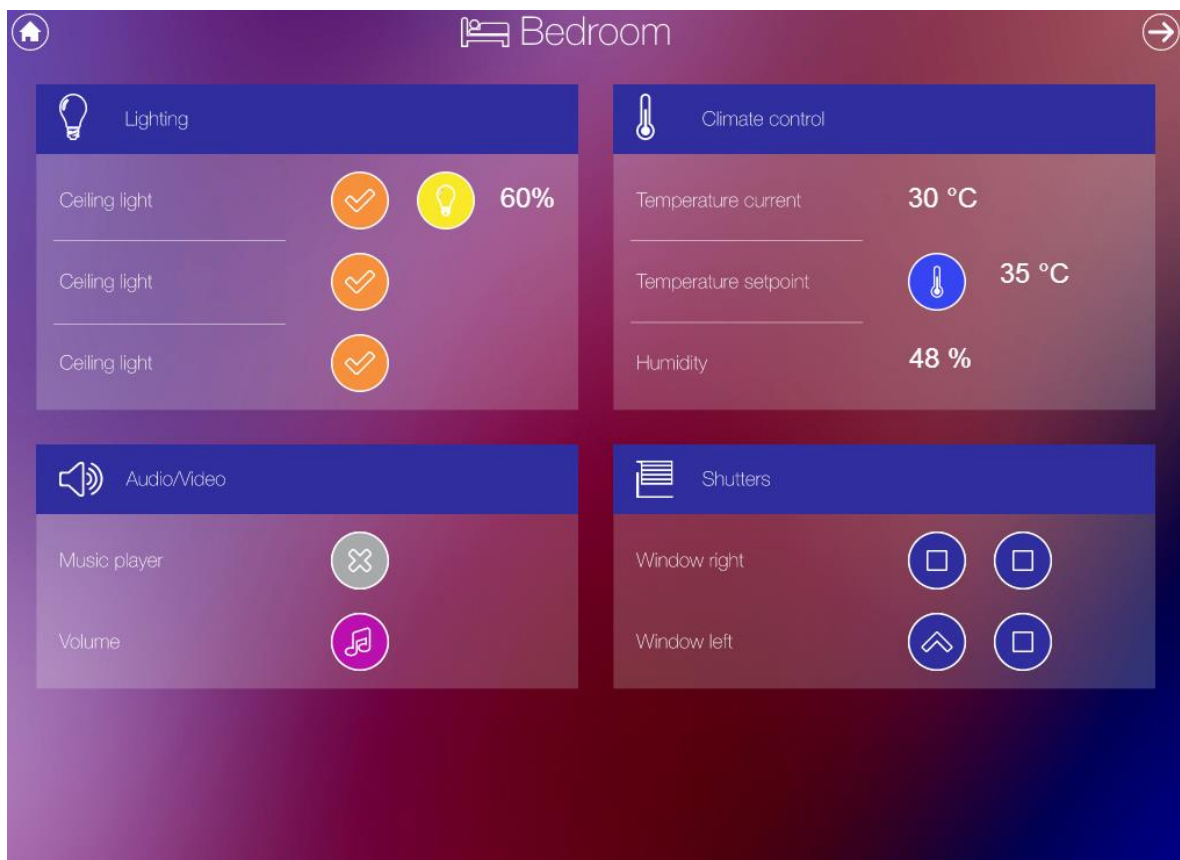 Bedroom
Lighting
Ceiling light 60%
Ceiling light
Ceiling light
Climate control
Temperature current 30 °C
Temperature setpoint 35 °C
Humidity 48 %
Audio/Video
Music player
Volume
Shutters
Window right
Window left